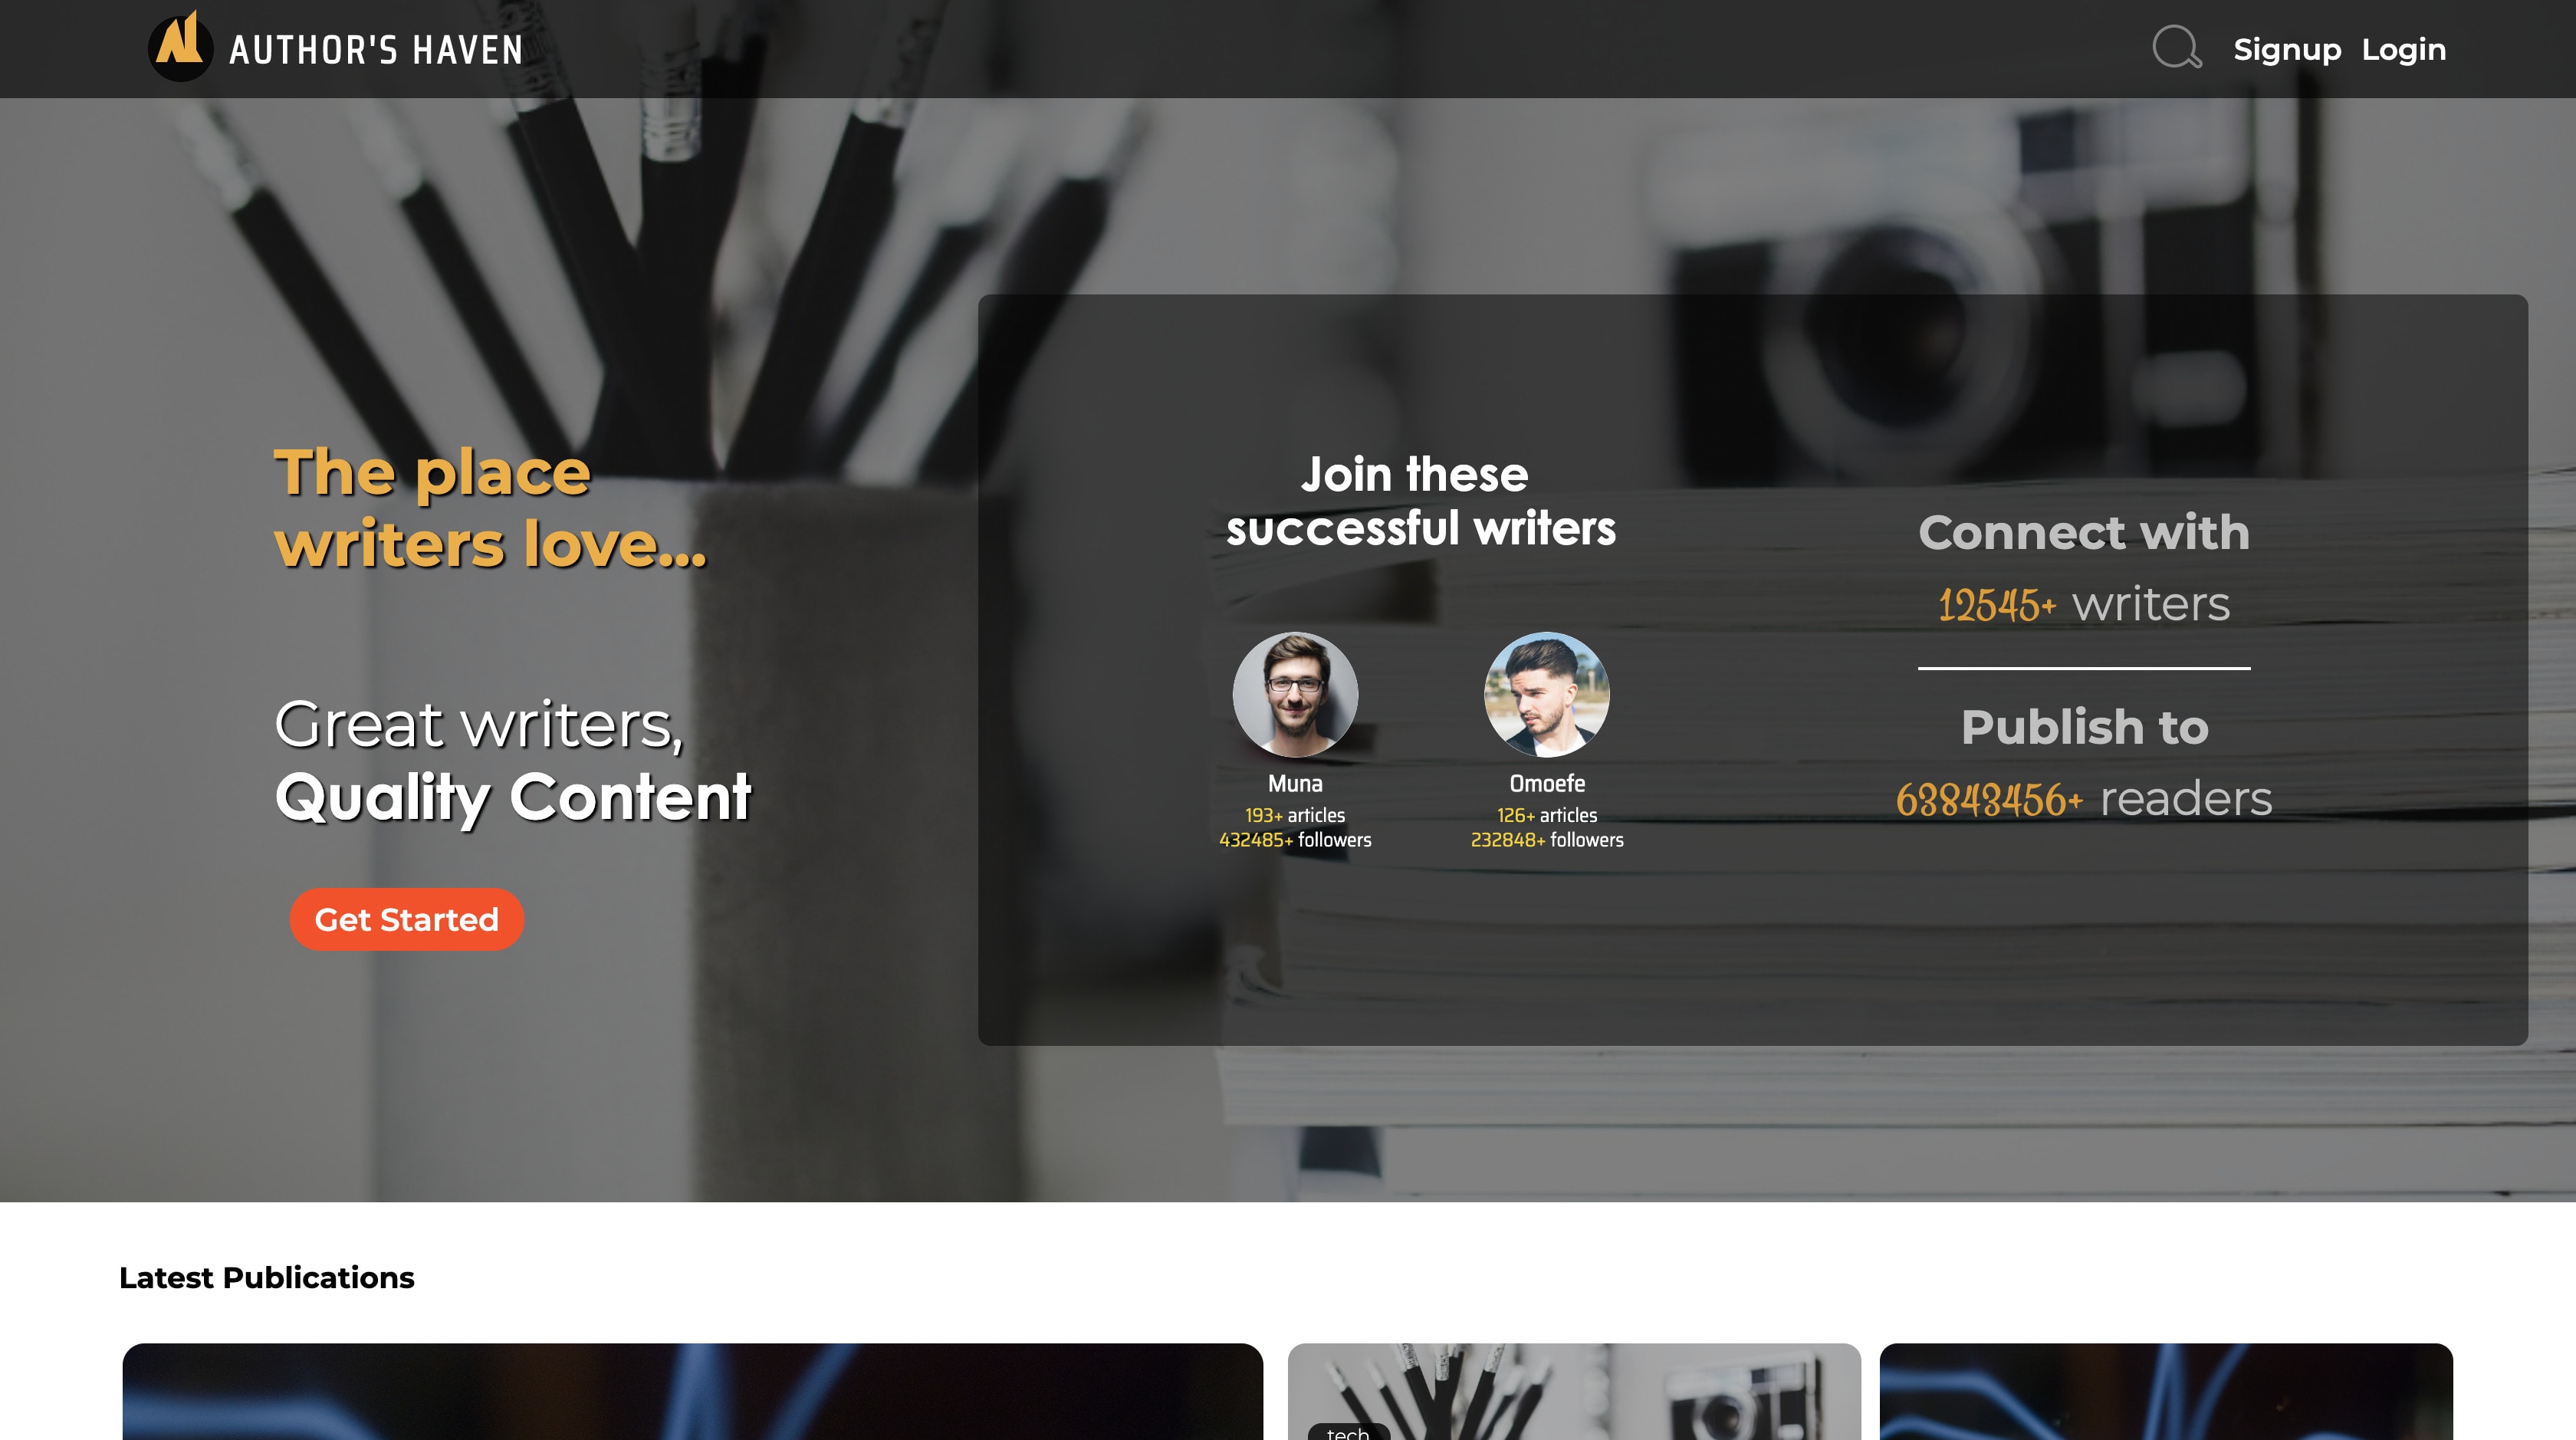 AUTHOR'S HAVEN
Signup Login
The place
writers love...
Great writers,
Quality Content
Get Started
Join these
successful writers
Muna
193+ articles
432485+ followers
Omoefe
126+ articles
232848+ followers
Connect with
12545+ writers
Publish to
63843456+ readers
Latest Publications
tech